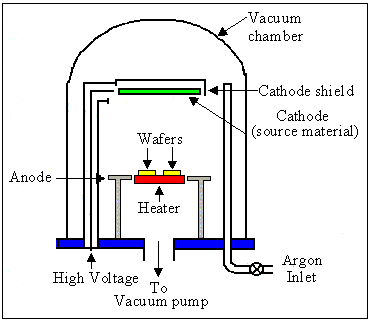 Vacuum
chamber
Cathode shield
Cathode
(source material)
Wafers
Anode
Heater
High Voltage
To
Vacuum pump
Argon
Inlet